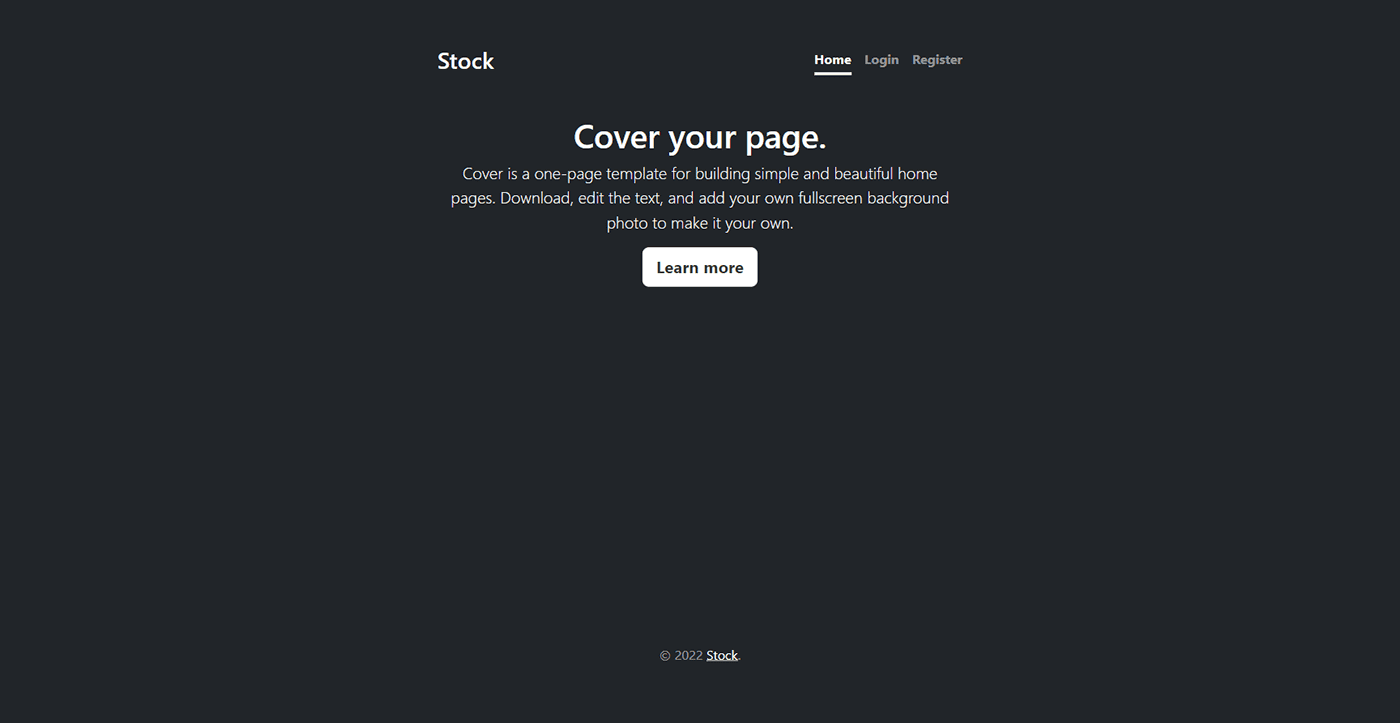 Stock
Home Login Register
Cover your page.
Cover is a one-page template for building simple and beautiful home
pages. Download, edit the text, and add your own fullscreen background
photo to make it your own.
Learn more
© 2022 Stock.